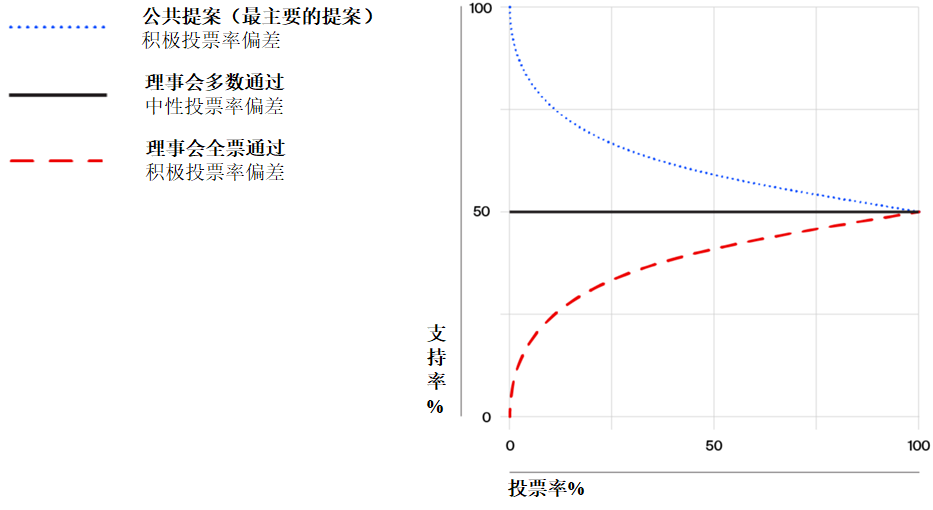 公共提案（最主要的提案）
积极投票率偏差
理事会多数通过
中性投票率偏差
理事会全票通过
积极投票率偏差
100
50
支
持
率
%
0
0
50
100
投票率%